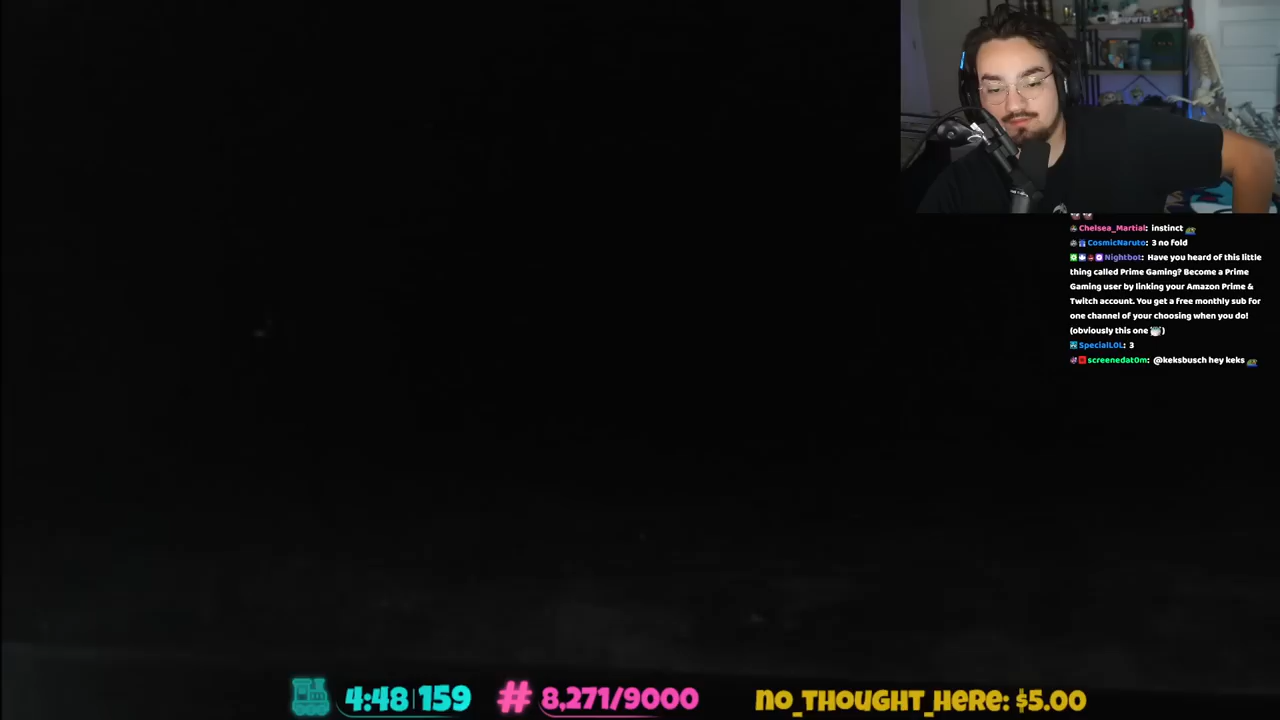 Chelsea_Martial: instinct
CosmicNaruto: 3 no fold
Nightbot: Have you heard of this little
thing called Prime Gaming? Become a Prime
Gaming user by linking your Amazon Prime &
Twitch account. You get a free monthly sub for
one channel of your choosing when you do!
(obviously this one )
SpecialL0L: 3
screenedat0m: @keksbusch hey keks
4:48|159 # 8,271/9000 no_thought_here: $5.00